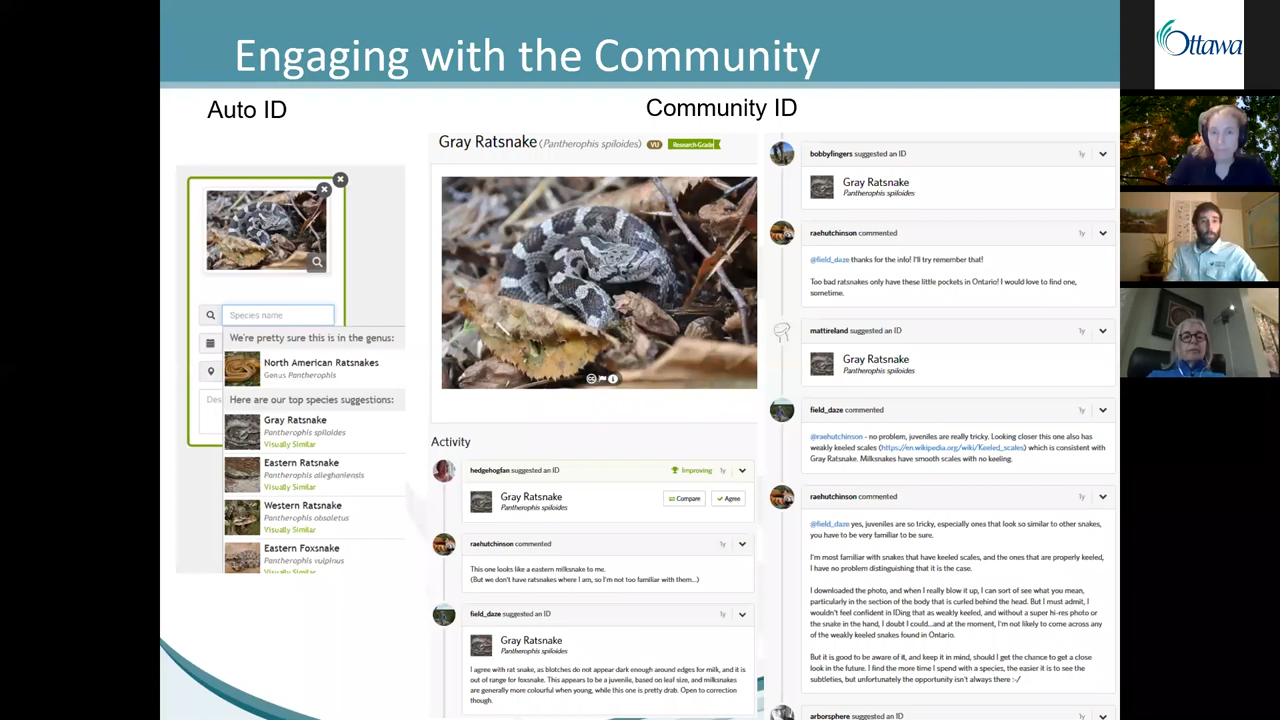 Engaging with the Community
Auto ID
Community ID
Species name
We're pretty sure this is in the genus:
North American Ratsnakes
Genus Pantherophis
Here are our top species suggestions:
Gray Ratsnake
Pantherophis spiloides
Visually Similar
Eastern Ratsnake
Pantherophis alleghaniensis
Visually Similar
Western Ratsnake
Pantherophis obsoletus
Visually Similar
Eastern Foxsnake
Pantherophis vulpinus
Visually Similar
Des
Gray Ratsnake (Pantherophis spiloides) VU Research Grade
Activity
hedgehogfan suggested an ID Improving 1y
Gray Ratsnake
Pantherophis spiloides
Compare Agree
raehutchinson commented 1y
This one looks like a eastern milksnake to me.
(But we don't have ratsnakes where I am, so I'm not too familiar with them...)
field_daze suggested an ID 1y
Gray Ratsnake
Pantherophis spiloides
I agree with rat snake, as blotches do not appear dark enough around edges for milk, and it is
out of range for foxsnake. This appears to be a juvenile, based on leaf size, and milksnakes
are generally more colourful when young, while this one is pretty drab. Open to correction
though.
bobbyfingers suggested an ID 1y
Gray Ratsnake
Pantherophis spiloides
raehutchinson commented 1y
@field_daze thanks for the info! I'll try remember that!
Too bad ratsnakes only have these little pockets in Ontario! I would love to find one,
sometime.
mattireland suggested an ID 1y
Gray Ratsnake
Pantherophis spiloides
field_daze commented 1y
@raehutchinson - no problem, juveniles are really tricky. Looking closer this one also has
weakly keeled scales (https://en.wikipedia.org/wiki/Keeled_scales) which is consistent with
Gray Ratsnake. Milksnakes have smooth scales with no keeling.
raehutchinson commented 1y
@field_daze yes, juveniles are so tricky, especially ones that look so similar to other snakes,
you have to be very familiar to be sure.
I'm most familiar with snakes that have keeled scales, and the ones that are properly keeled,
I have no problem distinguishing that it is the case.
I downloaded the photo, and when I really blow it up, I can sort of see what you mean,
particularly in the section of the body that is curled behind the head. But I must admit, I
wouldn't feel confident in IDing that as weakly keeled, and without a super hi-res photo or
the snake in the hand, I doubt I could...and at the moment, I'm not likely to come across any
of the weakly keeled snakes found in Ontario.
But it is good to be aware of it, and keep it in mind, should I get the chance to get a close
look in the future. I find the more time I spend with a species, the easier it is to see the
subtleties, but unfortunately the opportunity isn't always there :-/
arborsphere suggested an ID 1y
Ottawa